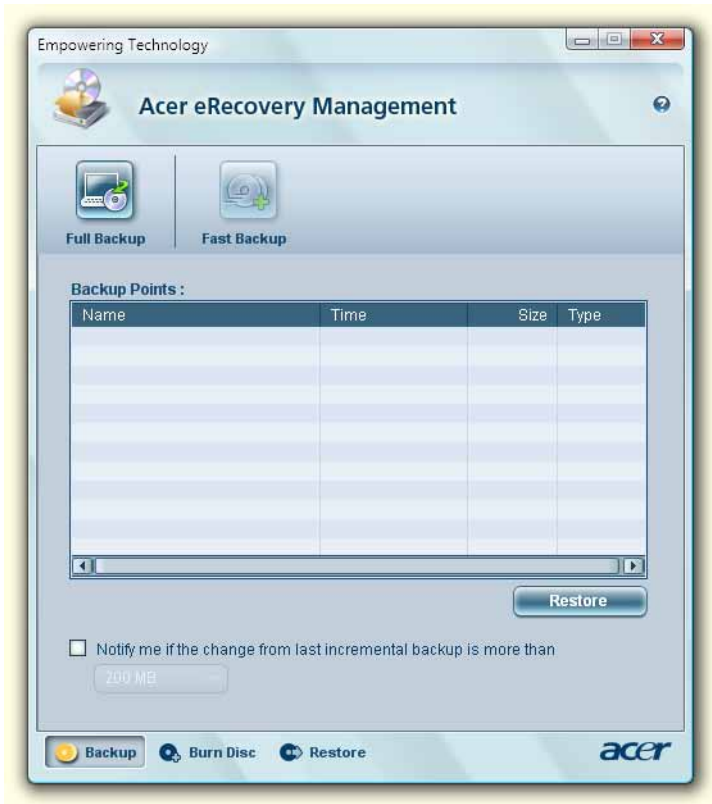 Empowering Technology
Acer eRecovery Management
Full Backup
Fast Backup
Backup Points :
Name Time Size Type
Restore
Notify me if the change from last incremental backup is more than
200 MB
Backup Burn Disc Restore
acer